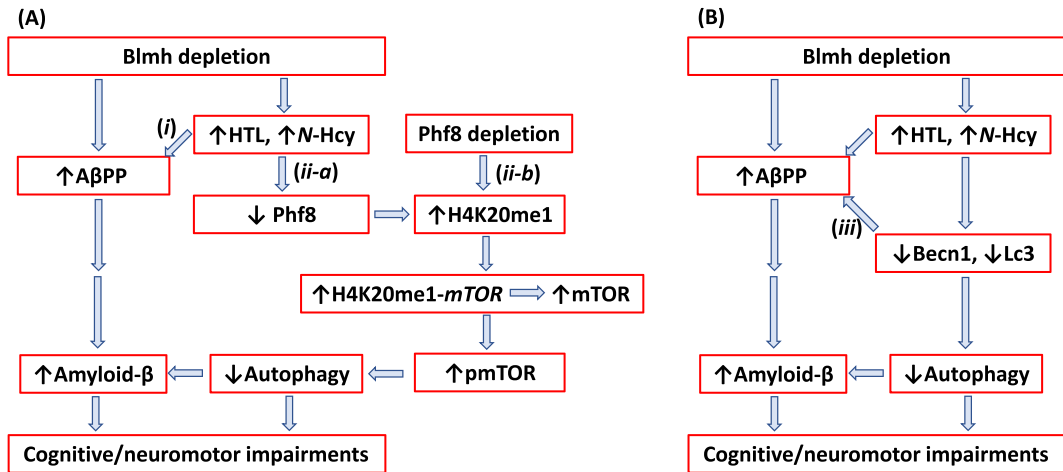 (A)
Blmh depletion
(i)
↑HTL, ↑N-Hcy
Phf8 depletion
↑AβPP
(ii-a)
(ii-b)
↓ Phf8
↑H4K20me1
↑H4K20me1-mTOR
↑mTOR
↑Amyloid-β
↓Autophagy
↑pmTOR
Cognitive/neuromotor impairments
(B)
Blmh depletion
↑HTL, ↑N-Hcy
↑AβPP
(iii)
↓Becn1, ↓Lc3
↑Amyloid-β
↓Autophagy
Cognitive/neuromotor impairments